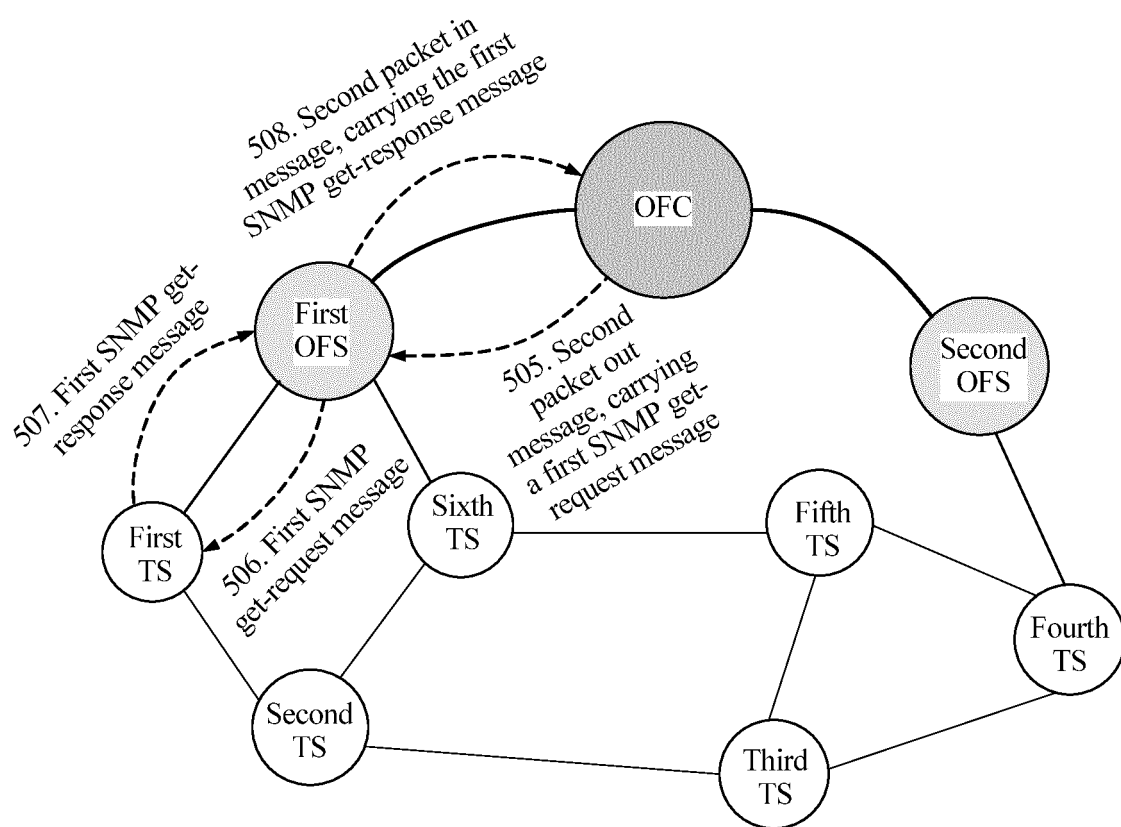 508. Second packet in
message, carrying the first
SNMP get-response message
OFC
First
OFS
507. First SNMP get-
response message
505. Second
packet out
message, carrying
a first SNMP get-
request message
Second
OFS
506. First SNMP
get-request message
First
TS
Sixth
TS
Fifth
TS
Fourth
TS
Second
TS
Third
TS